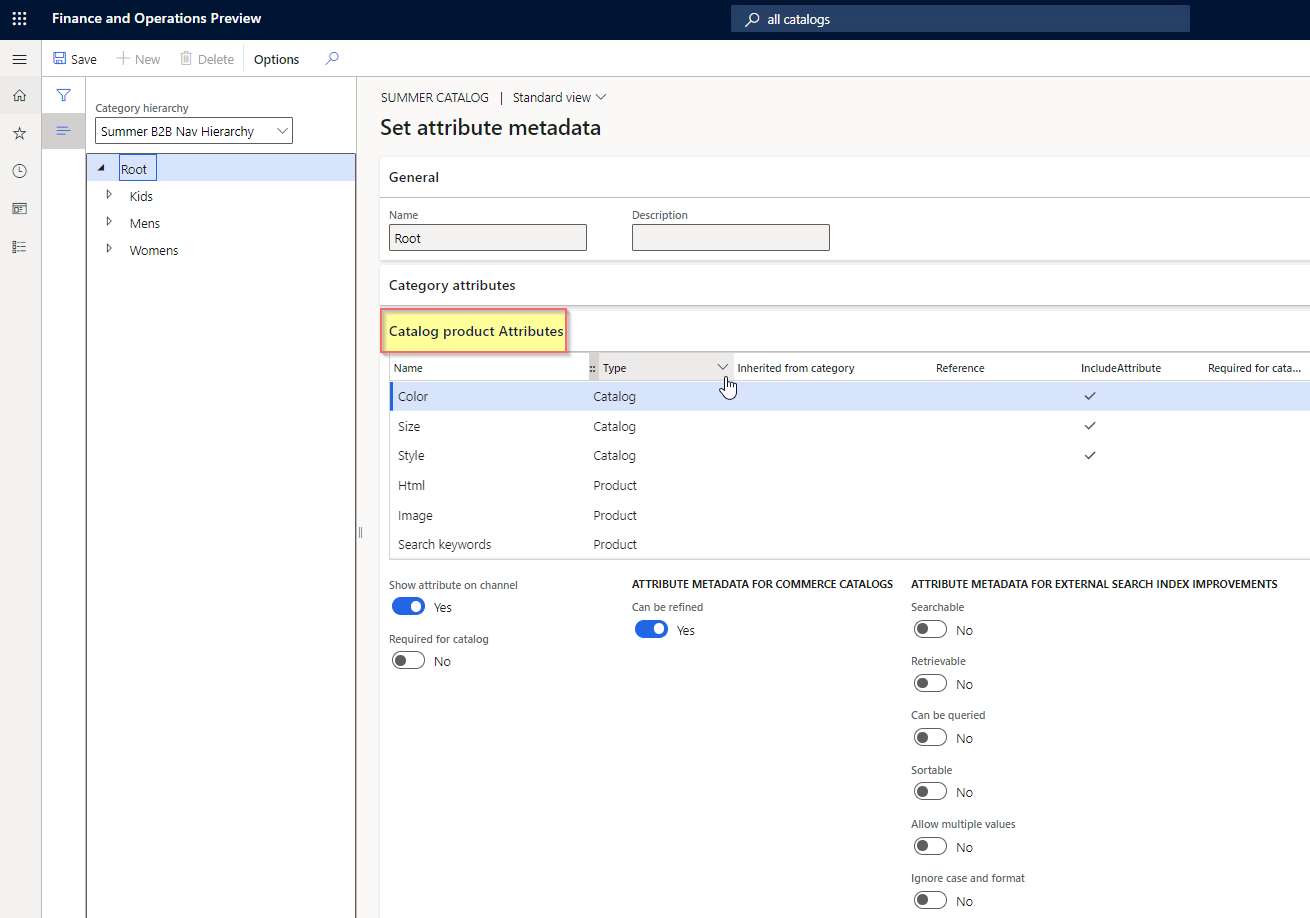 Finance and Operations Preview
all catalogs
Save
New
Delete
Options
Category hierarchy
Summer B2B Nav Hierarchy
Root
Kids
Mens
Womens
SUMMER CATALOG | Standard view
Set attribute metadata
General
Name
Description
Root
Category attributes
Catalog product Attributes
Name Type Inherited from category Reference IncludeAttribute Required for cata...
Color Catalog
Size Catalog
Style Catalog
Html Product
Image Product
Search keywords Product
Show attribute on channel
Yes
Required for catalog
No
ATTRIBUTE METADATA FOR COMMERCE CATALOGS
Can be refined
Yes
ATTRIBUTE METADATA FOR EXTERNAL SEARCH INDEX IMPROVEMENTS
Searchable
No
Retrievable
No
Can be queried
No
Sortable
No
Allow multiple values
No
Ignore case and format
No